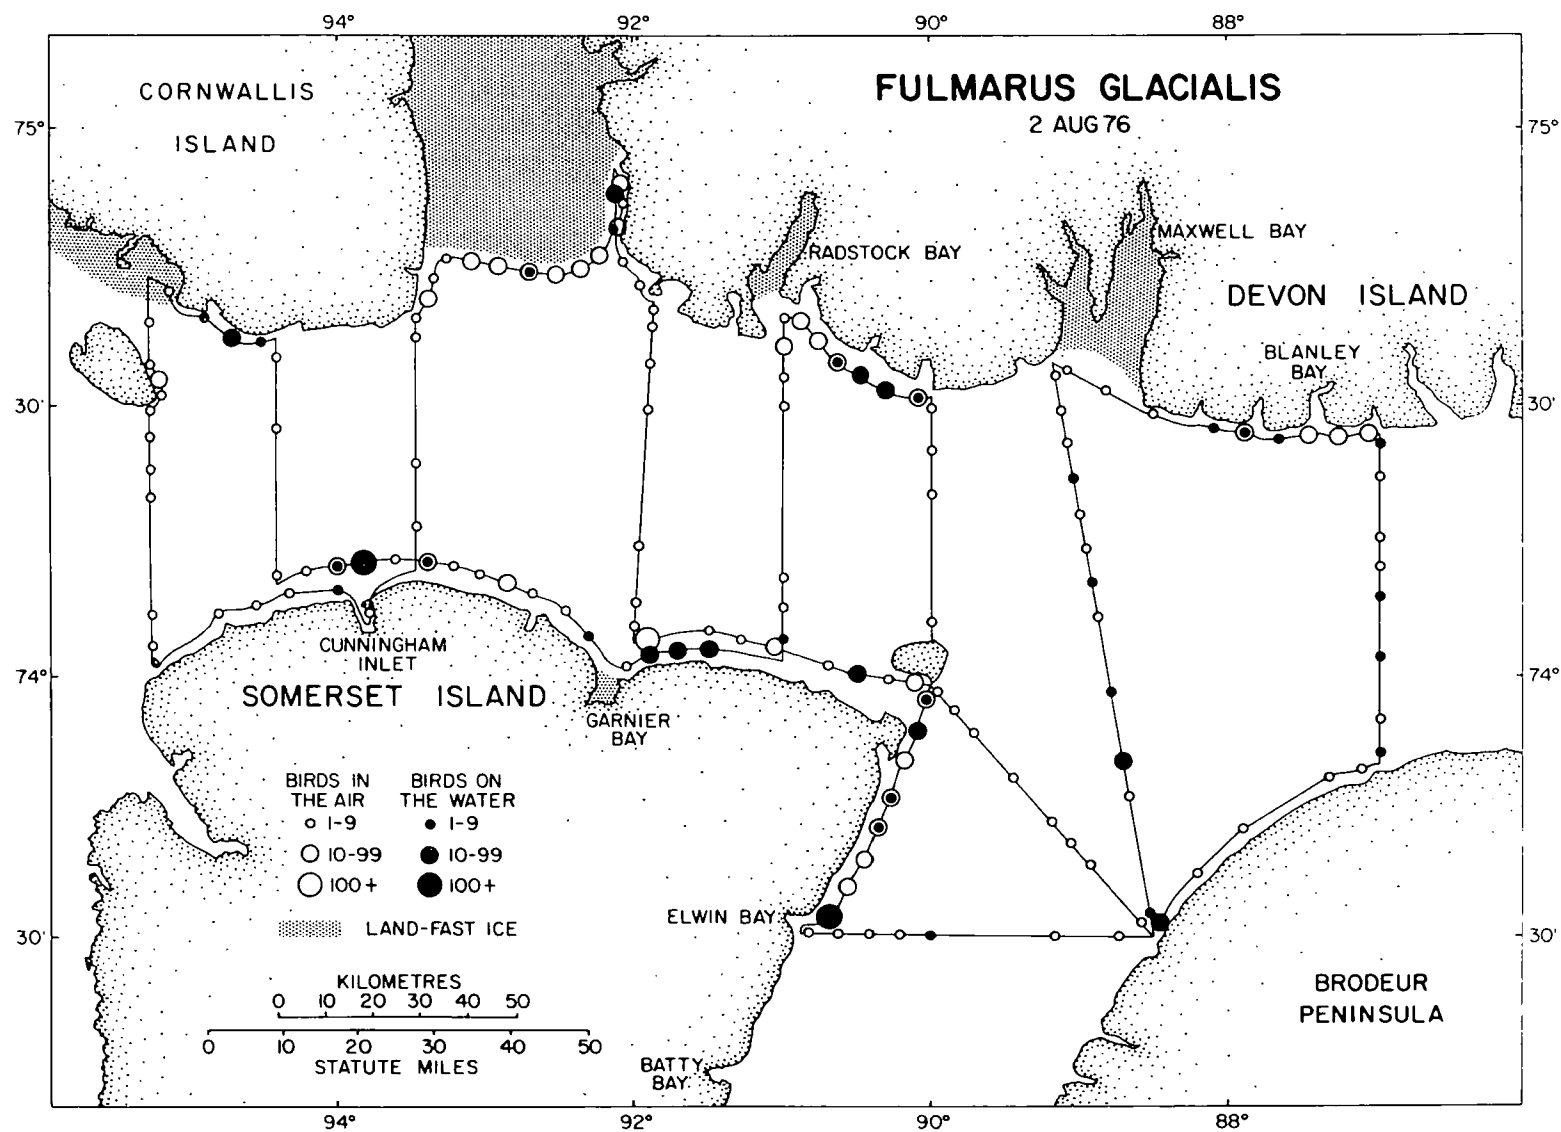 94° 92° 90° 88°
CORNWALLIS
ISLAND
FULMARUS GLACIALIS
2 AUG 76
75° 75°
RADSTOCK BAY
MAXWELL BAY
DEVON ISLAND
BLANLEY
BAY
30' 30'
CUNNINGHAM
INLET
SOMERSET ISLAND
74° 74°
GARNIER
BAY
BIRDS IN
THE AIR
BIRDS ON
THE WATER
1-9 1-9
10-99 10-99
100+ 100+
LAND-FAST ICE
ELWIN BAY
30' 30'
KILOMETRES
0 10 20 30 40 50
0 10 20 30 40 50
STATUTE MILES
BRODEUR
PENINSULA
BATTY
BAY
94° 92° 90° 88°